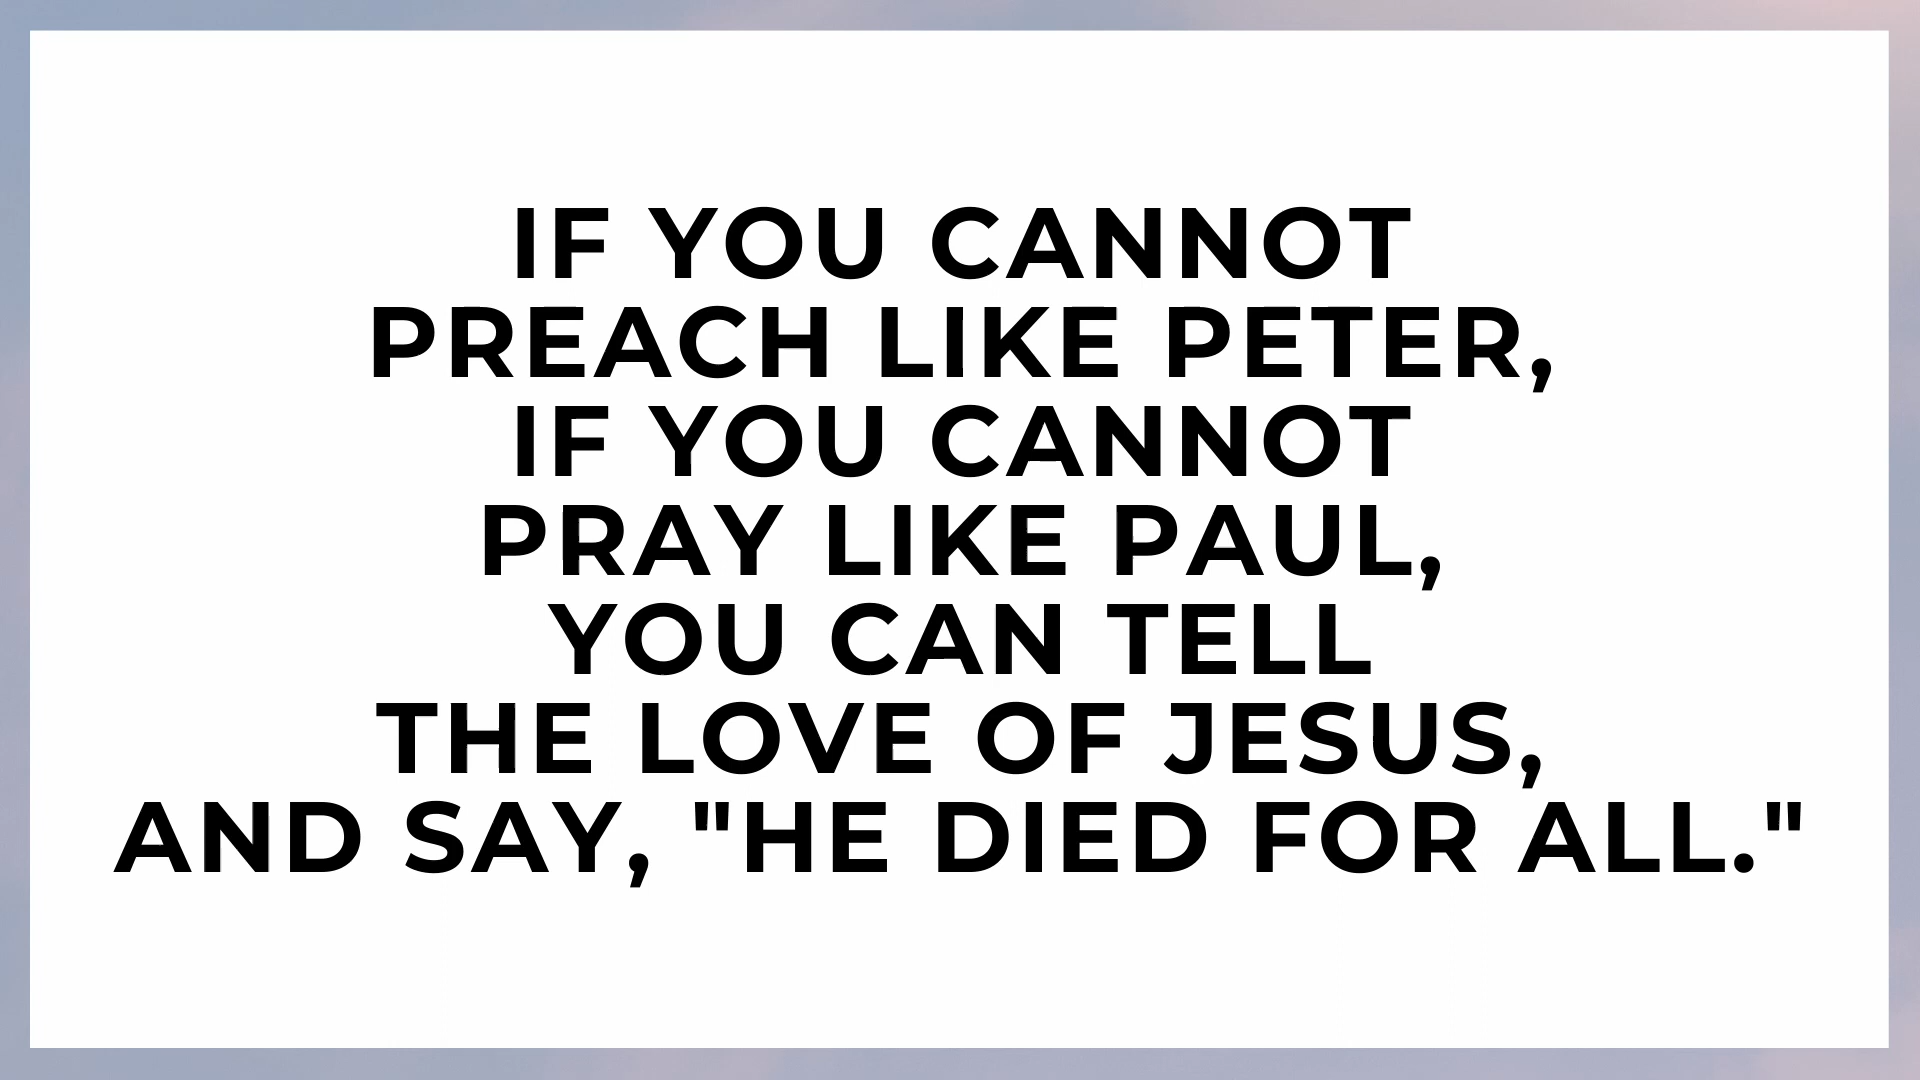 IF YOU CANNOT
PREACH LIKE PETER,
IF YOU CANNOT
PRAY LIKE PAUL,
YOU CAN TELL
THE LOVE OF JESUS,
AND SAY, "HE DIED FOR ALL."